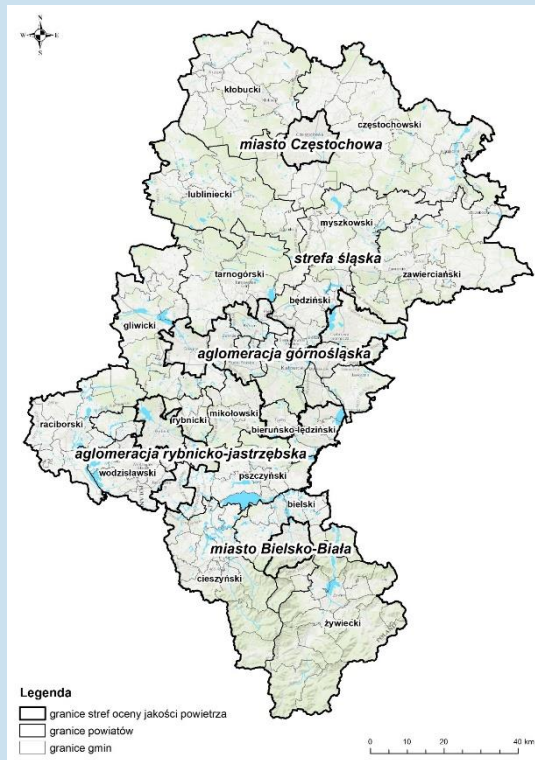 N
W E
S
kłobucki
częstochowski
miasto Częstochowa
lubliniecki
myszkowski
strefa śląska
zawierciański
tarnogórski
będziński
gliwicki
aglomeracja górnośląska
mikołowski
raciborski
rybnicki
bieruńsko-lędziński
aglomeracja rybnicko-jastrzębska
wodzisławski
pszczyński
bielski
miasto Bielsko-Biała
cieszyński
żywiecki
Legenda
granice stref oceny jakości powietrza
granice powiatów
granice gmin
0 10 20 40 km